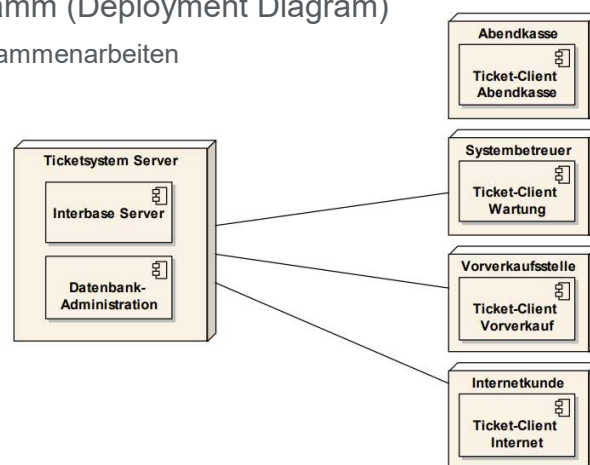 amm (Deployment Diagram)
ammenarbeiten
Ticketsystem Server
Interbase Server
Datenbank-
Administration
Abendkasse
Ticket-Client
Abendkasse
Systembetreuer
Ticket-Client
Wartung
Vorverkaufsstelle
Ticket-Client
Vorverkauf
Internetkunde
Ticket-Client
Internet